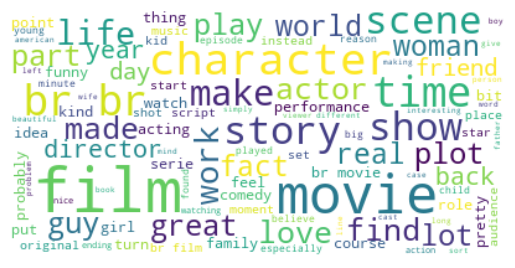 point young american life thing kid music episode play instead world reason scene boy give
part year day funny minute kind idea character making woman friend left
br br start watch shot script made acting make actor performance wife simply time bit viewer different person interesting word
director beautiful mind serie problem work story big set show star real place plot father
probably film book nice found played fact feel comedy moment movie case back child
put guy girl watching great believe love cast find role lot long pretty audience
original ending turn br film family especially course action sort line
br movie